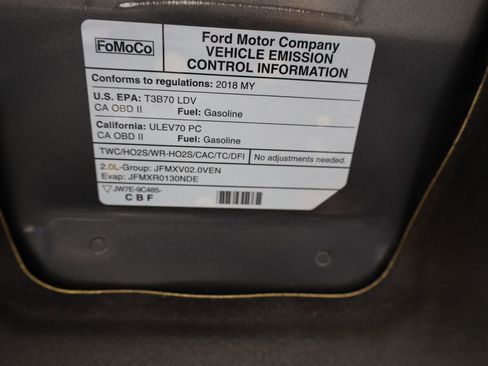 FoMoCo
Ford Motor Company
VEHICLE EMISSION
CONTROL INFORMATION
Conforms to regulations: 2018 MY
U.S. EPA: T3B70 LDV
CA OBD II Fuel: Gasoline
California: ULEV70 PC
CA OBD II Fuel: Gasoline
TWC/HO2S/WR-HO2S/CAC/TC/DFI No adjustments needed.
2.0L-Group: JFMXV02.0VEN
Evap: JFMXR0130NDE
JW7E-9C485-
C B F